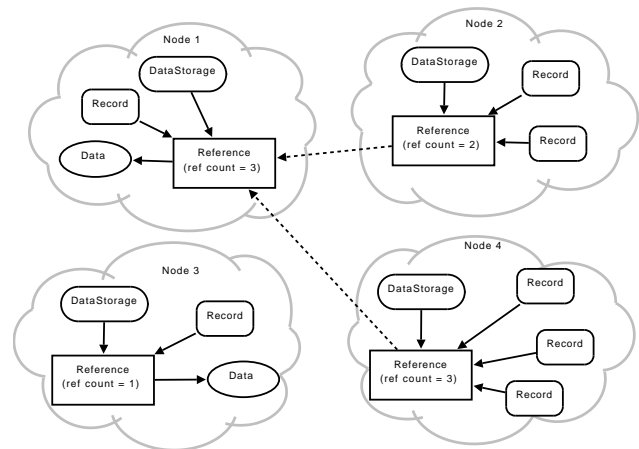 Node 1
DataStorage
Record
Data
Reference
(ref count = 3)
Node 2
DataStorage
Record
Reference
(ref count = 2)
Record
Node 3
DataStorage
Record
Reference
(ref count = 1)
Data
Node 4
DataStorage
Record
Record
Reference
(ref count = 3)
Record